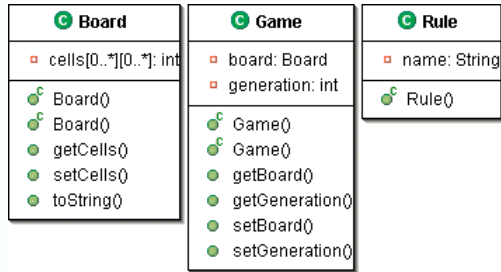 Board
cells[0..*][0..*]: int
Board()
Board()
getCells()
setCells()
toString()
Game
board: Board
generation: int
Game()
Game()
getBoard()
getGeneration()
setBoard()
setGeneration()
Rule
name: String
Rule()